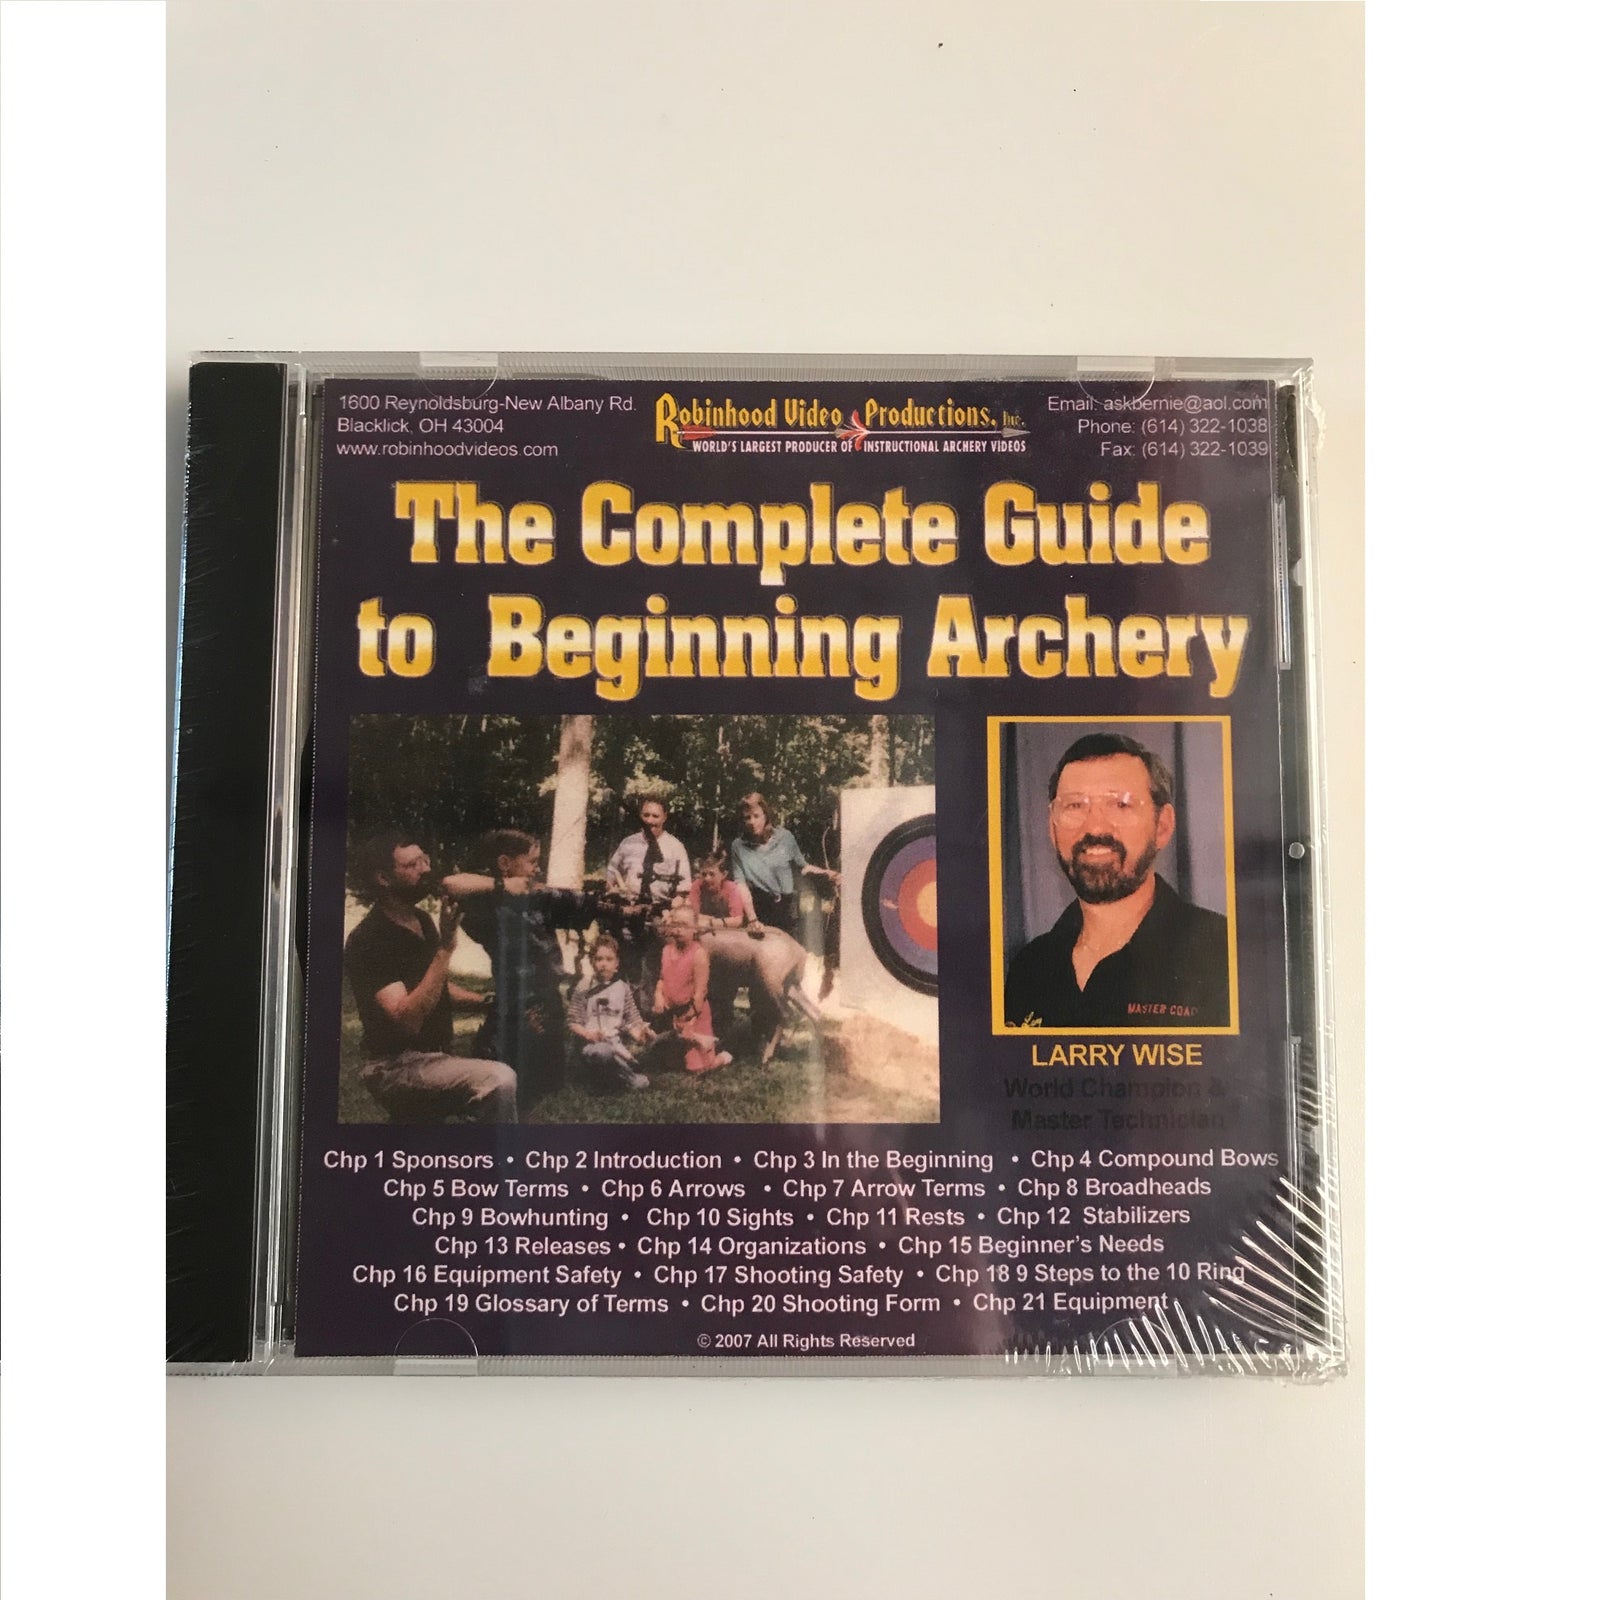 1600 Reynoldsburg-New Albany Rd.
Blacklick, OH 43004
www.robinhoodvideos.com
Robinhood Video Productions, Inc.
WORLD'S LARGEST PRODUCER OF INSTRUCTIONAL ARCHERY VIDEOS
Email: askbernie@aol.com
Phone: (614) 322-1038
Fax: (614) 322-1039
The Complete Guide
to Beginning Archery
MASTER COAC
LARRY WISE
World Champion &
Master Technician
Chp 1 Sponsors • Chp 2 Introduction • Chp 3 In the Beginning • Chp 4 Compound Bows
Chp 5 Bow Terms • Chp 6 Arrows • Chp 7 Arrow Terms • Chp 8 Broadheads
Chp 9 Bowhunting • Chp 10 Sights • Chp 11 Rests • Chp 12 Stabilizers
Chp 13 Releases • Chp 14 Organizations • Chp 15 Beginner's Needs
Chp 16 Equipment Safety • Chp 17 Shooting Safety • Chp 18 9 Steps to the 10 Ring
Chp 19 Glossary of Terms • Chp 20 Shooting Form • Chp 21 Equipment
© 2007 All Rights Reserved